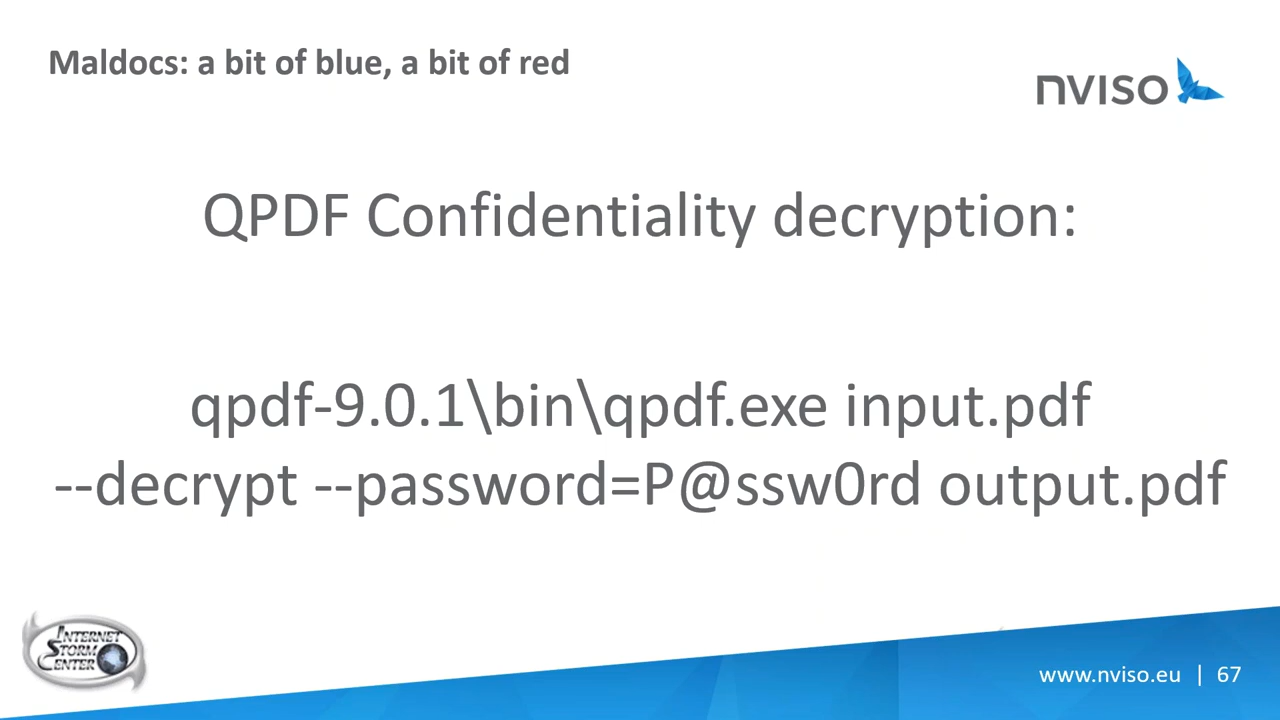 Maldocs: a bit of blue, a bit of red
nviso
QPDF Confidentiality decryption:
qpdf-9.0.1\bin\qpdf.exe input.pdf
--decrypt --password=P@ssw0rd output.pdf
INTERNET
STORM
CENTER
www.nviso.eu | 67